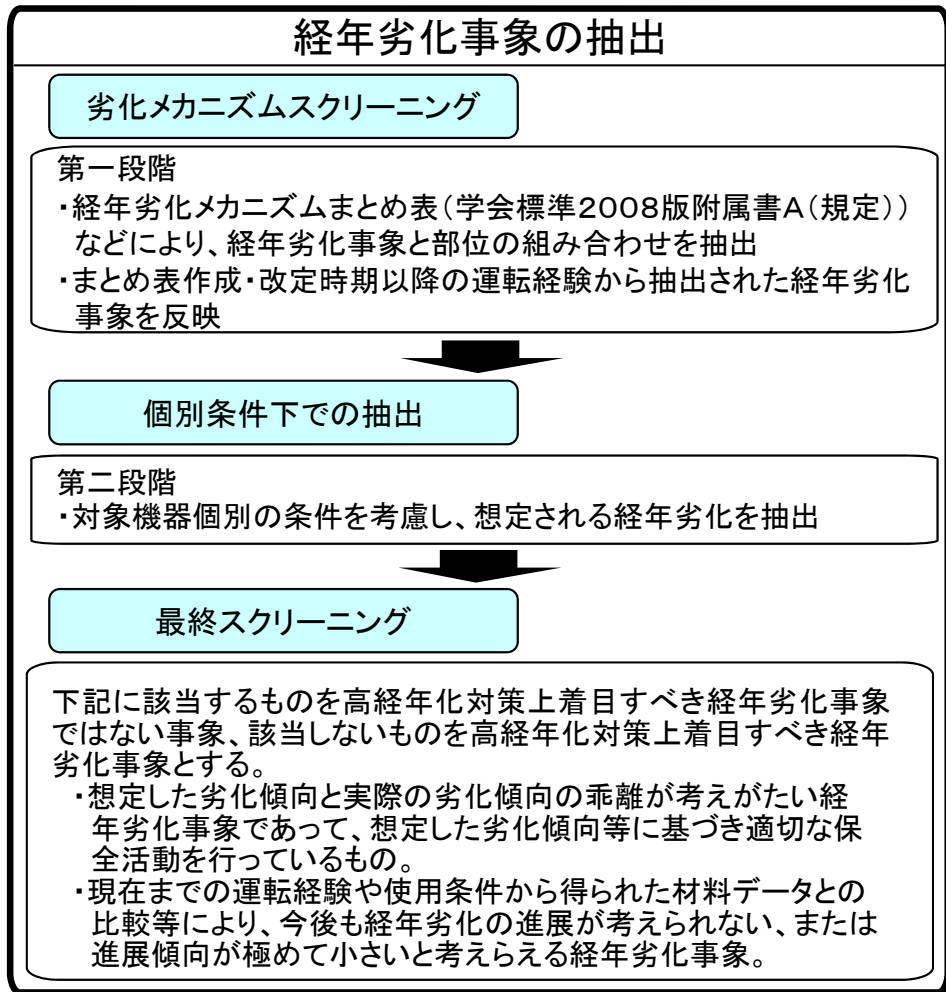 経年劣化事象の抽出
劣化メカニズムスクリーニング
第一段階
・経年劣化メカニズムまとめ表(学会標準2008版附属書A(規定))
などにより、経年劣化事象と部位の組み合わせを抽出
・まとめ表作成・改定時期以降の運転経験から抽出された経年劣化
事象を反映
個別条件下での抽出
第二段階
・対象機器個別の条件を考慮し、想定される経年劣化を抽出
最終スクリーニング
下記に該当するものを高経年化対策上着目すべき経年劣化事象
ではない事象、該当しないものを高経年化対策上着目すべき経年
劣化事象とする。
・想定した劣化傾向と実際の劣化傾向の乖離が考えがたい経
年劣化事象であって、想定した劣化傾向等に基づき適切な保
全活動を行っているもの。
・現在までの運転経験や使用条件から得られた材料データとの
比較等により、今後も経年劣化の進展が考えられない、または
進展傾向が極めて小さいと考えらえる経年劣化事象。